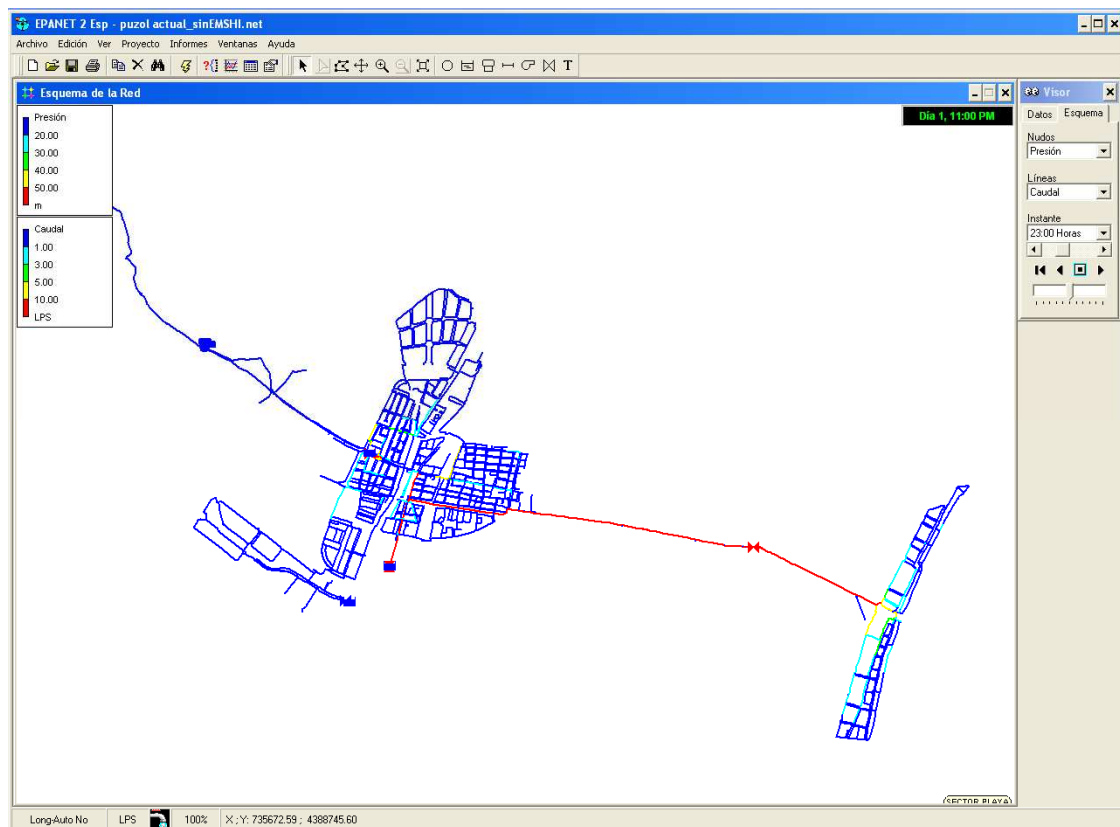 EPANET 2 Esp - puzol actual_sinEMSHI.net
Archivo Edición Ver Proyecto Informes Ventanas Ayuda
T
Esquema de la Red
Visor
Presión
20.00
30.00
40.00
50.00
m
Día 1, 11:00 PM
Datos Esquema
Nudos
Presión
Líneas
Caudal
Instante
23:00 Horas
Caudal
1.00
3.00
5.00
10.00
LPS
(SECTOR PLAYA)
Long-Auto No LPS 100% X ; Y: 735672.59 ; 4388745.60